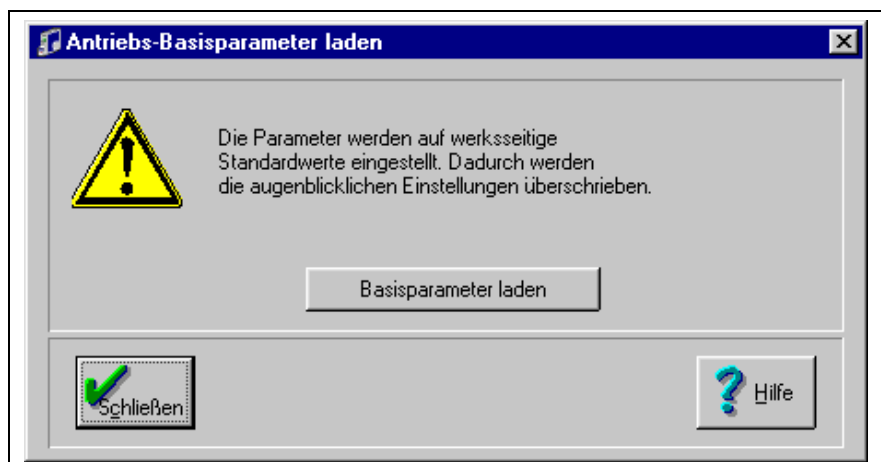 Antriebs-Basisparameter laden
Die Parameter werden auf werksseitige
Standardwerte eingestellt. Dadurch werden
die augenblicklichen Einstellungen überschrieben.
Basisparameter laden
Schließen
Hilfe